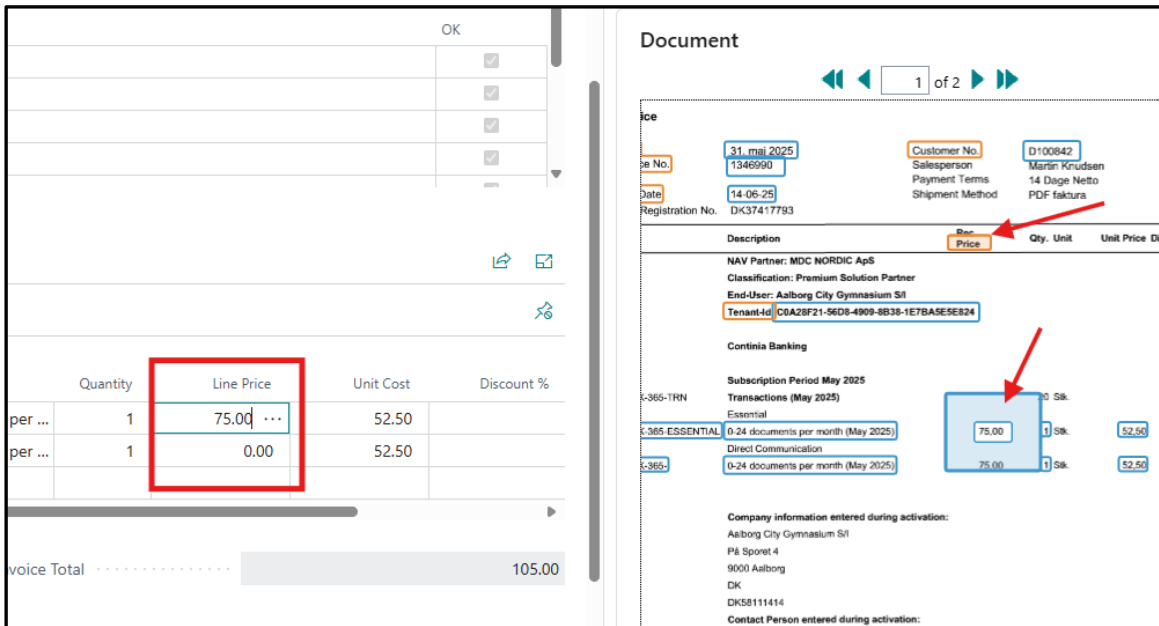 OK
Quantity Line Price Unit Cost Discount %
per ... 1 75.00 ... 52.50
per ... 1 0.00 52.50
voice Total 105.00
Document
1 of 2
ice
31. maj 2025 Customer No. D100842
ce No. 1346990 Salesperson Martin Knudsen
Payment Terms 14 Dage Netto
Date 14-06-25 Shipment Method PDF faktura
Registration No. DK37417793
Description Rec. Price Qty. Unit Unit Price Di
NAV Partner: MDC NORDIC ApS
Classification: Premium Solution Partner
End-User: Aalborg City Gymnasium S/I
Tenant-Id C0A28F21-56D8-4909-8B38-1E7BA5E5E824
Continia Banking
Subscription Period May 2025
-365-TRN Transactions (May 2025) Stk.
Essential
-365-ESSENTIAL 0-24 documents per month (May 2025) 75,00 1 Stk. 52,50
Direct Communication
-365- 0-24 documents per month (May 2025) 75,00 1 Stk. 52,50
Company information entered during activation:
Aalborg City Gymnasium S/I
På Sporet 4
9000 Aalborg
DK
DK58111414
Contact Person entered during activation: